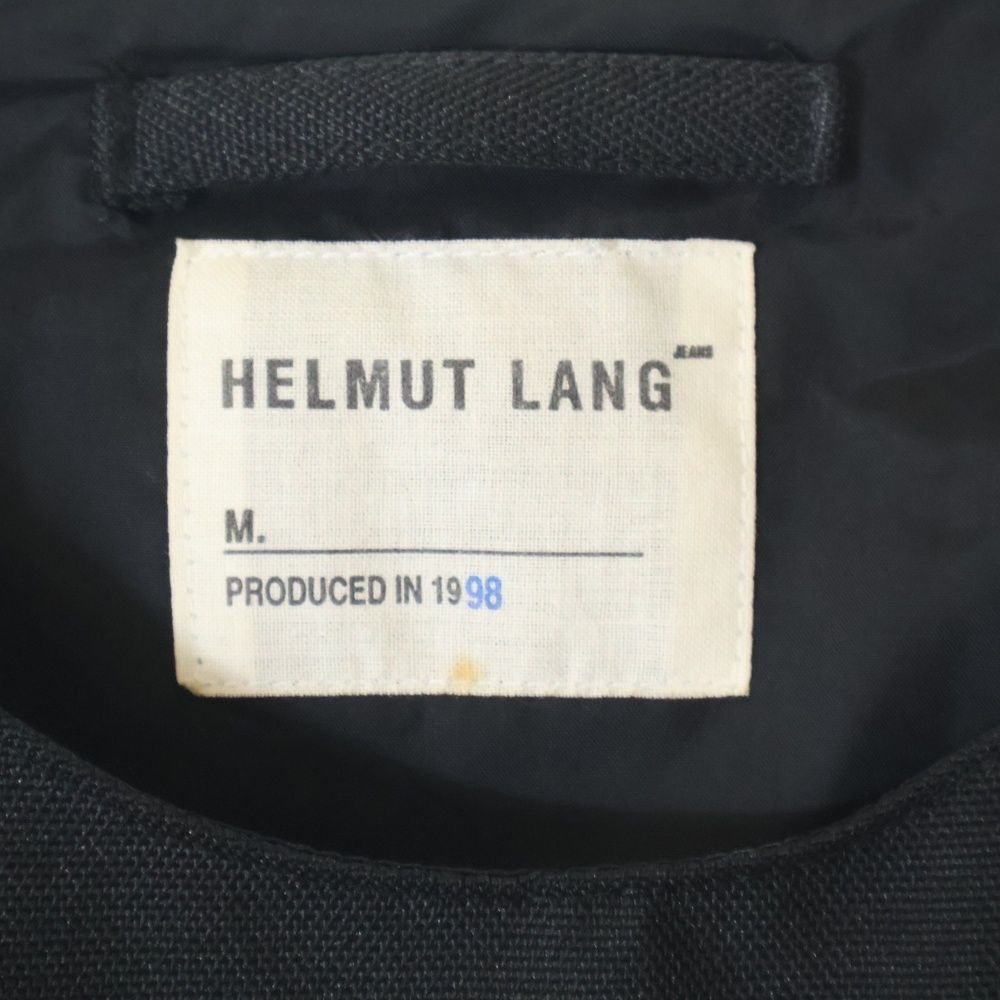 HELMUT LANG JEANS
M.
PRODUCED IN 1998